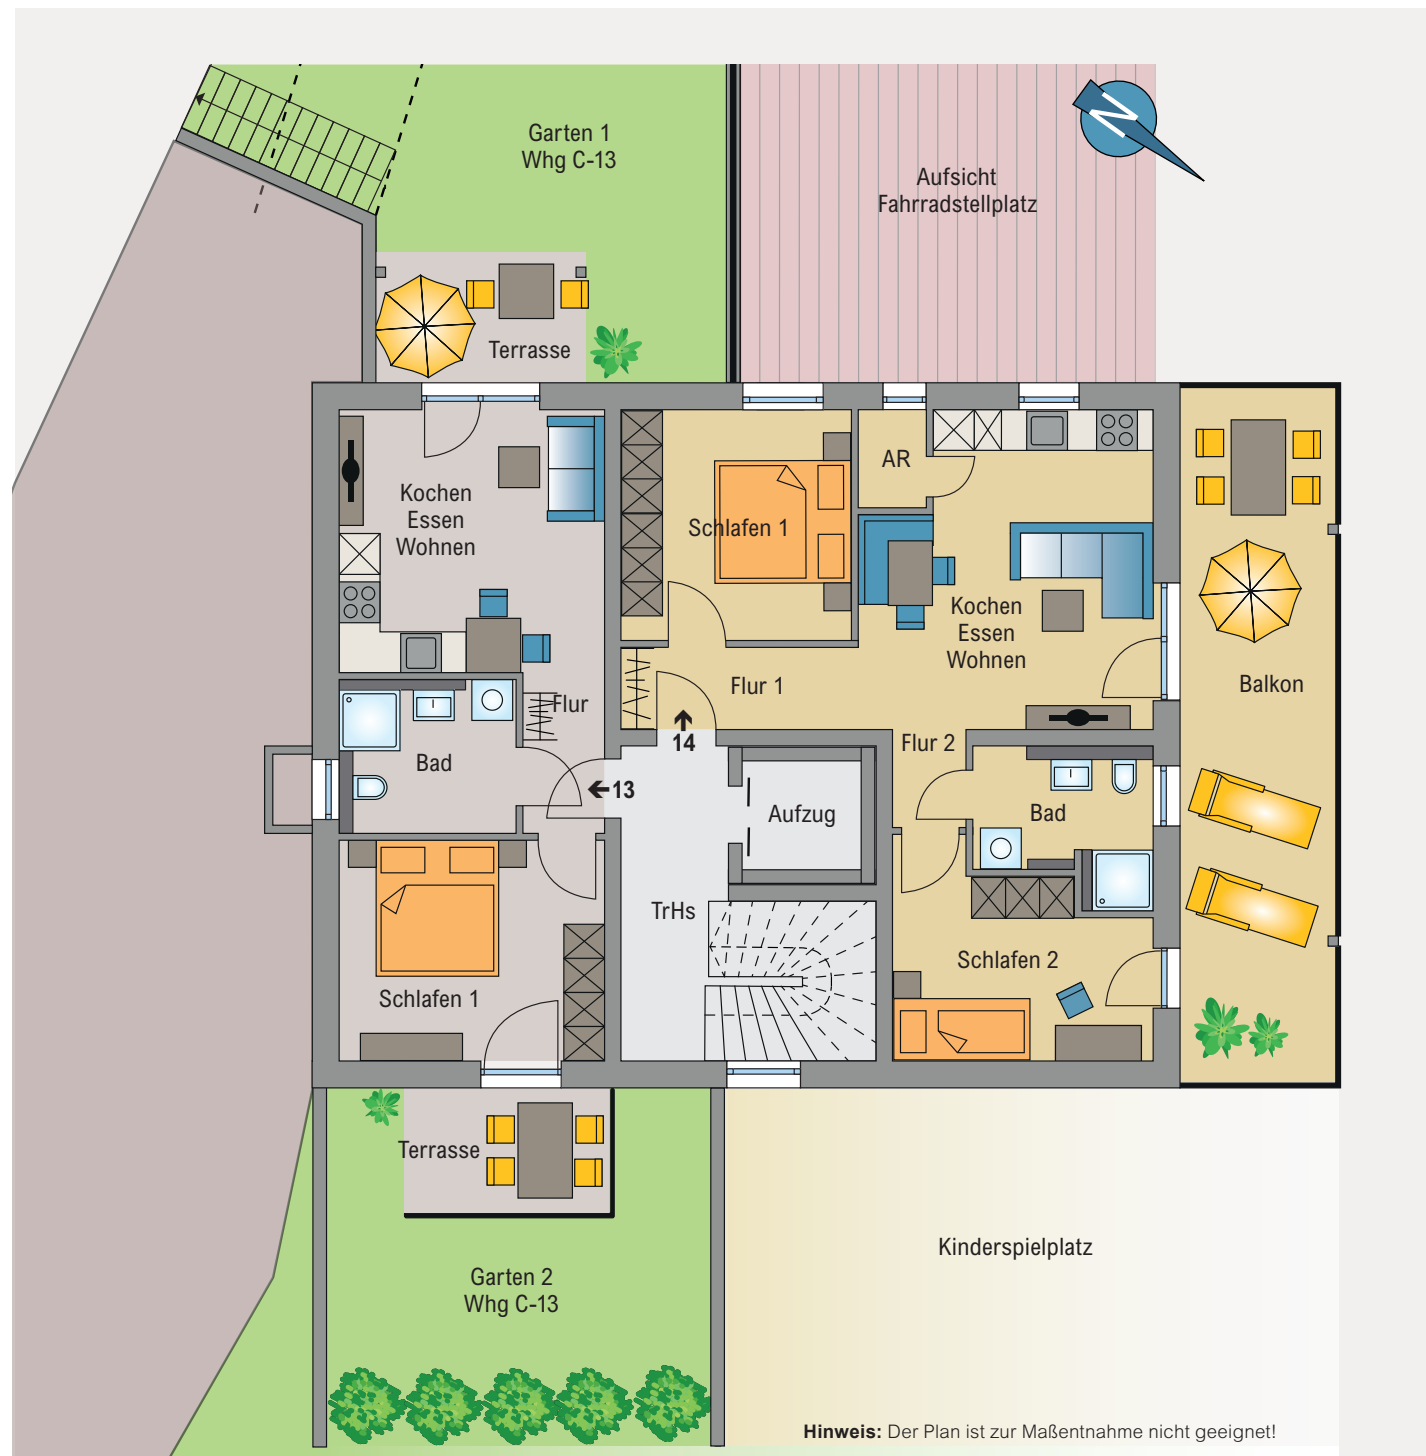 N
Garten 1
Whg C-13
Aufsicht
Fahrradstellplatz
Terrasse
Kochen
Essen
Wohnen
Schlafen 1
AR
Kochen
Essen
Wohnen
Flur
Flur 1
Balkon
14
Flur 2
Bad
13
Aufzug
Bad
TrHs
Schlafen 1
Schlafen 2
Terrasse
Kinderspielplatz
Garten 2
Whg C-13
Hinweis: Der Plan ist zur Maßentnahme nicht geeignet!